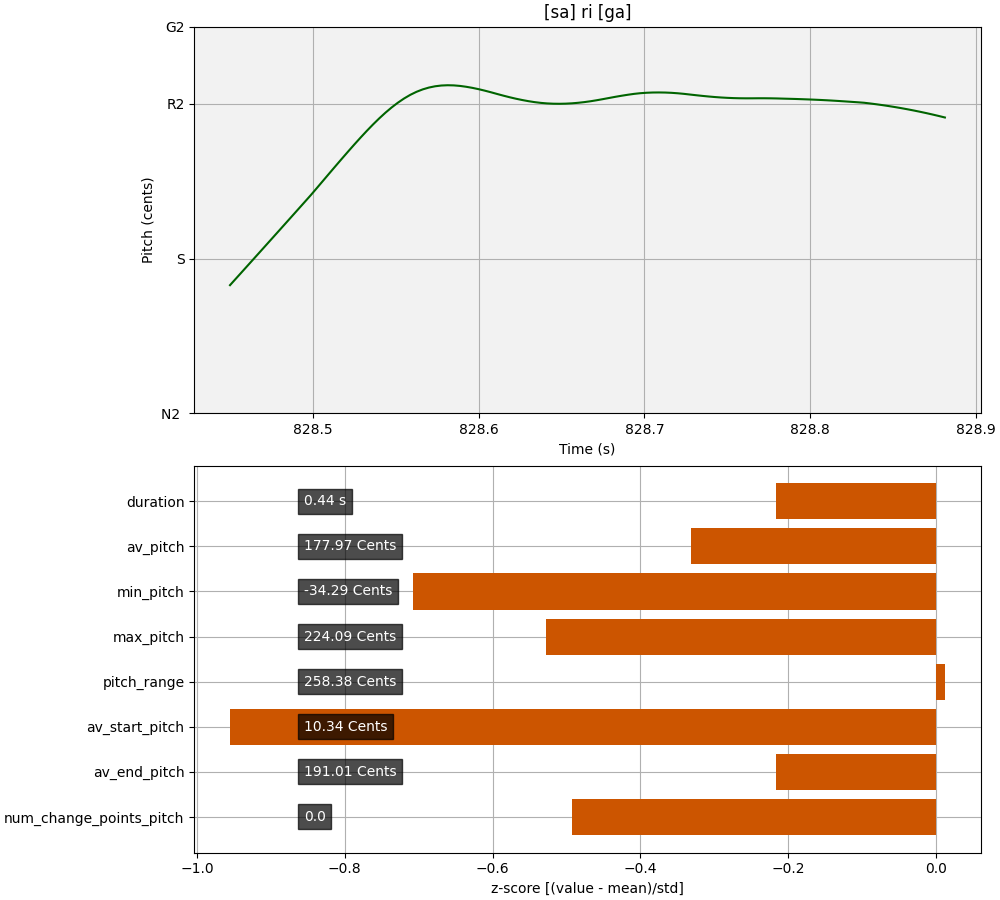 [sa] ri [ga]
G2
R2
S
N2
Pitch (cents)
828.5 828.6 828.7 828.8 828.9
Time (s)
duration 0.44 s
av_pitch 177.97 Cents
min_pitch -34.29 Cents
max_pitch 224.09 Cents
pitch_range 258.38 Cents
av_start_pitch 10.34 Cents
av_end_pitch 191.01 Cents
num_change_points_pitch 0.0
−1.0 −0.8 −0.6 −0.4 −0.2 0.0
z-score [(value - mean)/std]